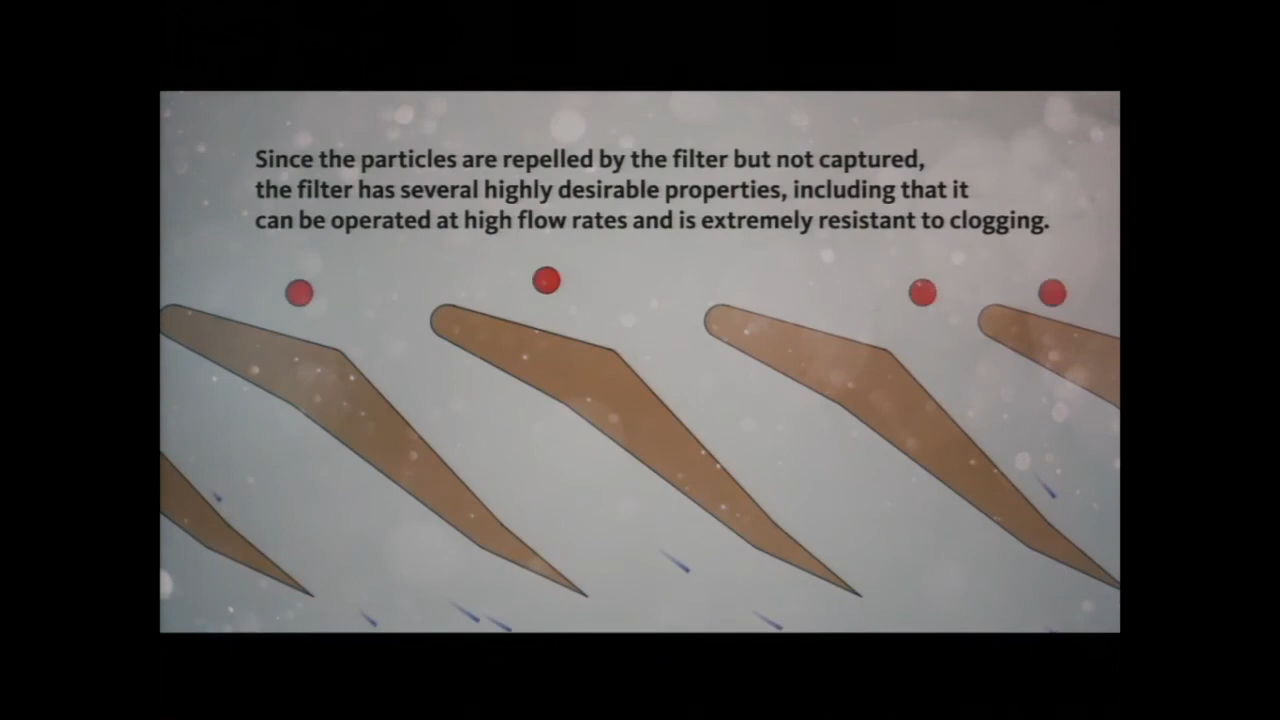 Since the particles are repelled by the filter but not captured,
the filter has several highly desirable properties, including that it
can be operated at high flow rates and is extremely resistant to clogging.